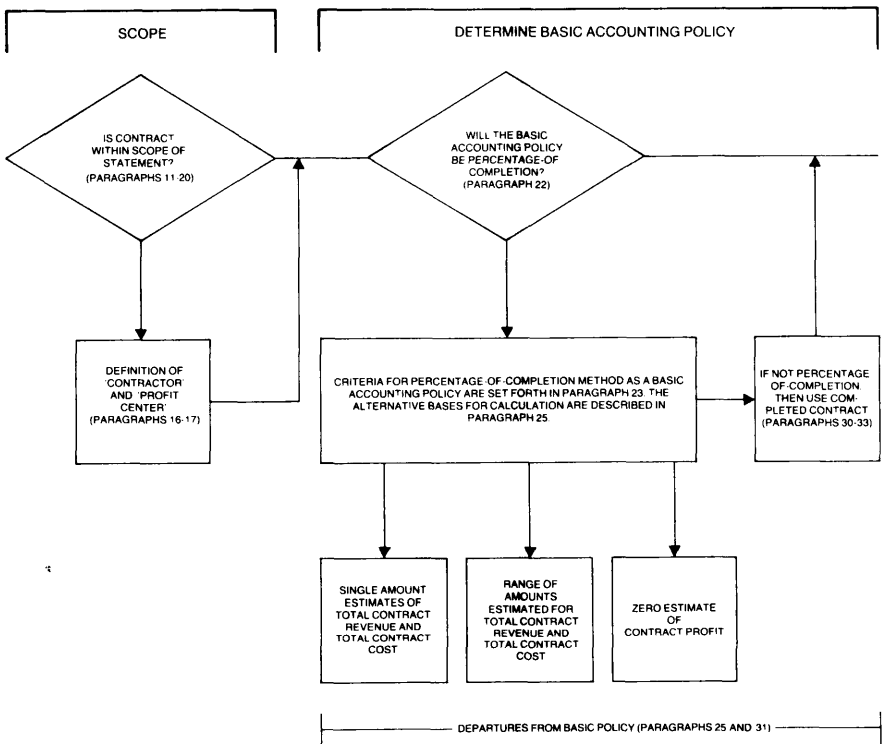 SCOPE
DETERMINE BASIC ACCOUNTING POLICY
IS CONTRACT
WITHIN SCOPE OF
STATEMENT?
(PARAGRAPHS 11-20)
WILL THE BASIC
ACCOUNTING POLICY
BE PERCENTAGE-OF
COMPLETION?
(PARAGRAPH 22)
DEFINITION OF
'CONTRACTOR'
AND 'PROFIT
CENTER'
(PARAGRAPHS 16-17)
CRITERIA FOR PERCENTAGE-OF-COMPLETION METHOD AS A BASIC
ACCOUNTING POLICY ARE SET FORTH IN PARAGRAPH 23. THE
ALTERNATIVE BASES FOR CALCULATION ARE DESCRIBED IN
PARAGRAPH 25.
IF NOT PERCENTAGE
OF-COMPLETION,
THEN USE COM-
PLETED CONTRACT
(PARAGRAPHS 30-33)
SINGLE AMOUNT
ESTIMATES OF
TOTAL CONTRACT
REVENUE AND
TOTAL CONTRACT
COST
RANGE OF
AMOUNTS
ESTIMATED FOR
TOTAL CONTRACT
REVENUE AND
TOTAL CONTRACT
COST
ZERO ESTIMATE
OF
CONTRACT PROFIT
DEPARTURES FROM BASIC POLICY (PARAGRAPHS 25 AND 31)